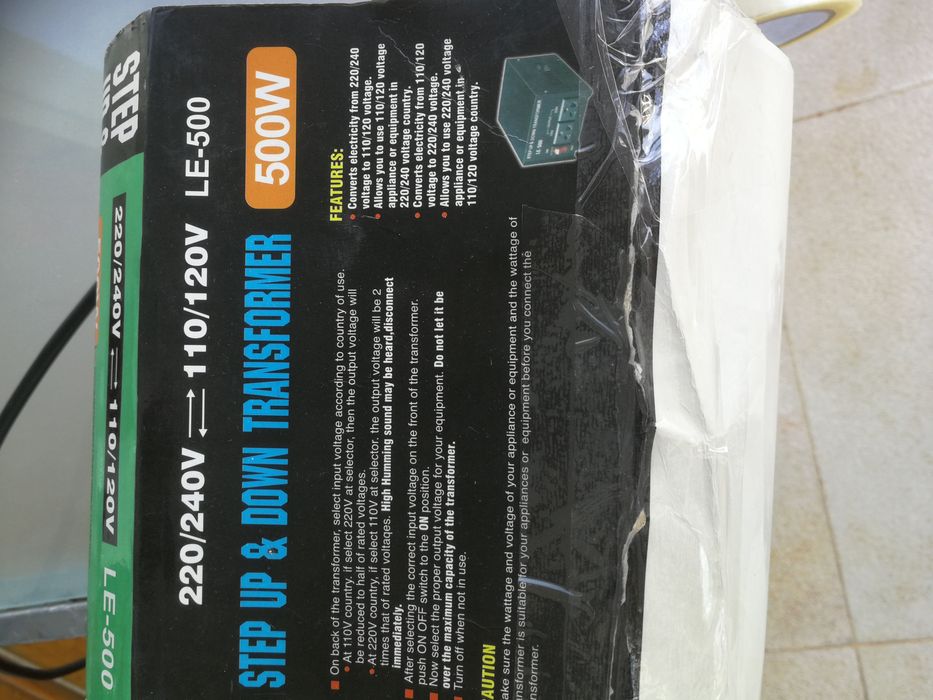 STEP
220/240V ⇄ 110/120V
LE-500
220/240V ⇄ 110/120V LE-500
STEP UP & DOWN TRANSFORMER 500W
On back of the transformer, select input voltage according to country of use.
• At 110V country, if select 220V at selector, then the output voltage will
be reduced to half of rated voltages.
• At 220V country, if select 110V at selector, the output voltage will be 2
times that of rated voltages. High Humming sound may be heard,disconnect
immediately.
After selecting the correct input voltage on the front of the transformer.
push ON OFF switch to the ON position.
Now select the proper output voltage for your equipment. Do not let it be
over the maximum capacity of the transformer.
Turn off when not in use.
FEATURES:
• Converts electricity from 220/240
voltage to 110/120 voltage.
• Allows you to use 110/120 voltage
appliance or equipment in
220/240 voltage country.
• Converts electricity from 110/120
voltage to 220/240 voltage.
• Allows you to use 220/240 voltage
appliance or equipment in
110/120 voltage country.
LE-500
AUTION
ake sure the wattage and voltage of your appliance or equipment and the wattage of
nsformer is suitable for your appliances or equipment before you connect the
nsformer.